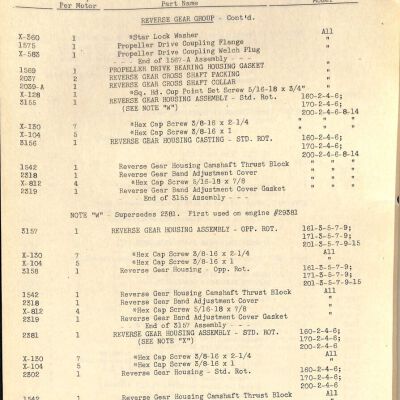 Per Motor Part Name Model
REVERSE GEAR GROUP - Cont'd.
X-360 1 *Star Lock Washer All
1575 1 Propeller Drive Coupling Flange "
X-583 1 Propeller Drive Coupling Welch Plug "
- - - End of 1567-A Assembly - - -
1569 1 PROPELLER DRIVE BEARING HOUSING GASKET "
2037 2 REVERSE GEAR CROSS SHAFT PACKING "
2039-A 1 REVERSE GEAR CROSS SHAFT COLLAR "
X-128 1 *Sq. Hd. Cup Point Set Screw 5/16-18 x 3/4" "
3155 1 REVERSE GEAR HOUSING ASSEMBLY - Std. Rot. 160-2-4-6;
(SEE NOTE "W") 170-2-4-6;
200-2-4-6-8-14
X-130 7 *Hex Cap Screw 3/8-16 x 2-1/4 " " "
X-104 5 *Hex Cap Screw 3/8-16 x 1 " " "
3156 1 REVERSE GEAR HOUSING CASTING - STD. ROT. 160-2-4-6;
170-2-4-6;
200-2-4-6-8-14
1542 1 Reverse Gear Housing Camshaft Thrust Block " " "
2318 1 Reverse Gear Band Adjustment Cover " " "
X-812 4 *Hex Cap Screw 5/16-18 x 7/8 " " "
2319 1 Reverse Gear Band Adjustment Cover Gasket " " "
End of 3155 Assembly - - -
NOTE "W" - Supersedes 2381. First used on engine #29381
3157 1 REVERSE GEAR HOUSING ASSEMBLY - OPP. ROT. 161-3-5-7-9;
171-3-5-7-9;
201-3-5-7-9-15
X-130 7 *Hex Cap Screw 3/8-16 x 2-1/4 All
X-104 5 *Hex Cap Screw 3/8-16 x 1 "
3158 1 Reverse Gear Housing - Opp. Rot. 161-3-5-7-9;
171-3-5-7-9;
201-3-5-7-9-15
1542 1 Reverse Gear Housing Camshaft Thrust Block All
2318 1 Reverse Gear Band Adjustment Cover "
X-812 4 *Hex Cap Screw 5/16-18 x 7/8 "
2319 1 Reverse Gear Band Adjustment Cover Gasket "
End of 3157 Assembly - - -
2381 1 REVERSE GEAR HOUSING ASSEMBLY - STD. ROT. 160-2-4-6;
(SEE NOTE "X") 170-2-4-6;
200-2-4-6
X-130 7 *Hex Cap Screw 3/8-16 x 2-1/4 All
X-104 5 *Hex Cap Screw 3/8-16 x 1 "
2302 1 Reverse Gear Housing - Std. Rot. 160-2-4-6;
170-2-4-6;
200-2-4-6
1542 1 Reverse Gear Housing Camshaft Thrust Block All